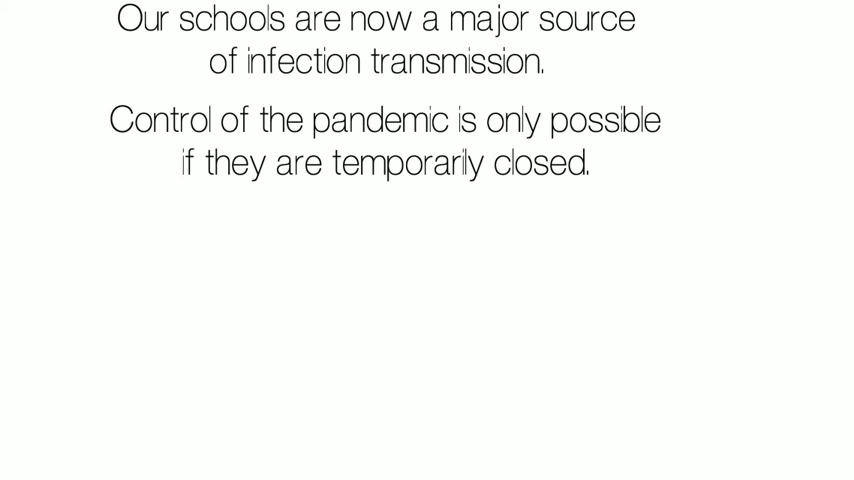 Our schools are now a major source
of infection transmission.
Control of the pandemic is only possible
if they are temporarily closed.